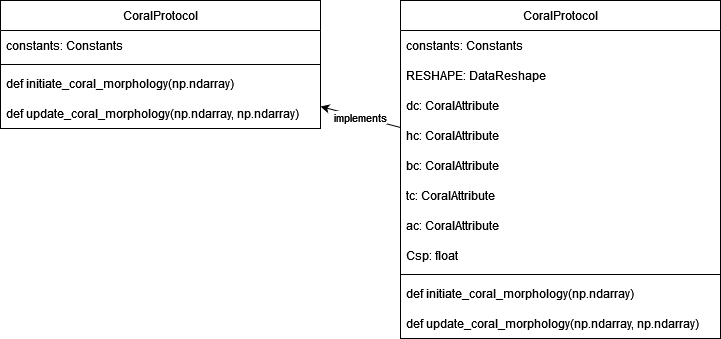 CoralProtocol
constants: Constants
def initiate_coral_morphology(np.ndarray)
def update_coral_morphology(np.ndarray, np.ndarray)
implements
CoralProtocol
constants: Constants
RESHAPE: DataReshape
dc: CoralAttribute
hc: CoralAttribute
bc: CoralAttribute
tc: CoralAttribute
ac: CoralAttribute
Csp: float
def initiate_coral_morphology(np.ndarray)
def update_coral_morphology(np.ndarray, np.ndarray)